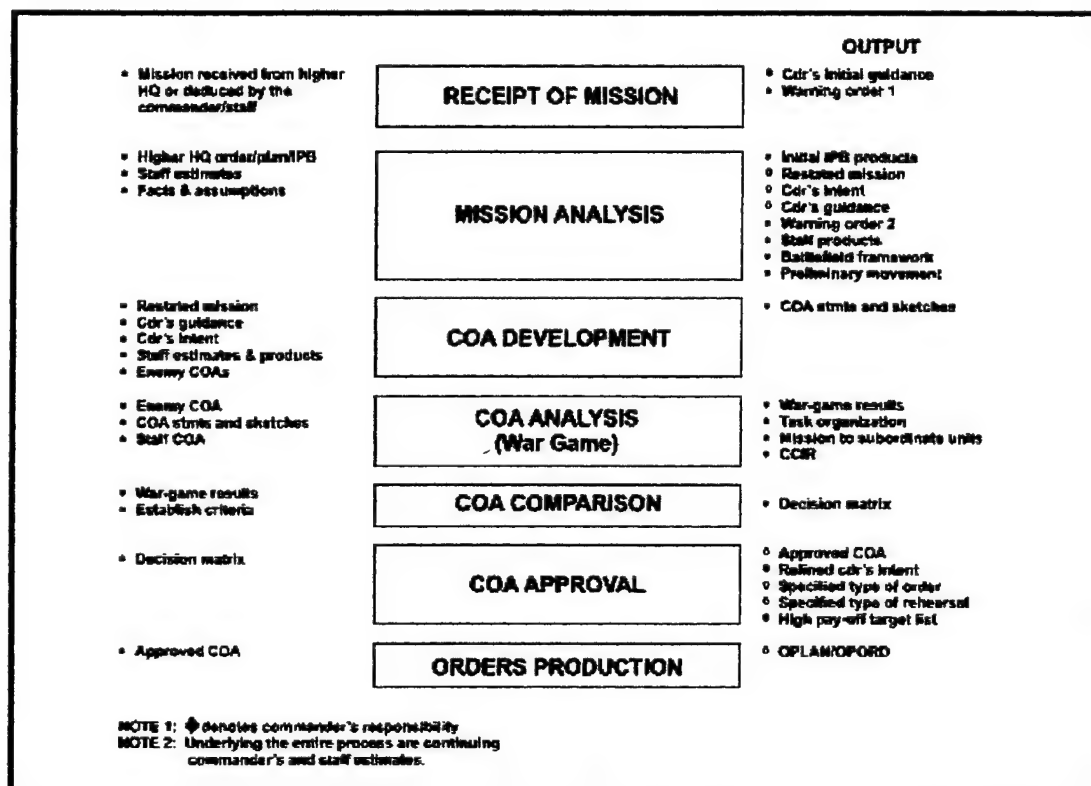 OUTPUT
• Mission received from higher
HQ or deduced by the
commander/staff
RECEIPT OF MISSION
• Cdr's initial guidance
• Warning order 1
• Higher HQ order/plan/IPB
• Staff estimates
• Facts & assumptions
MISSION ANALYSIS
• Initial IPB products
• Restated mission
• Cdr's intent
• Cdr's guidance
• Warning order 2
• Staff products
• Battlefield framework
• Preliminary movement
• Restated mission
• Cdr's guidance
• Cdr's intent
• Staff estimates & products
• Enemy COAs
COA DEVELOPMENT
• COA stmts and sketches
• Enemy COA
• COA stmts and sketches
• Staff COA
COA ANALYSIS
(War Game)
• War-game results
• Task organization
• Mission to subordinate units
• CCIR
• War-game results
• Establish criteria
COA COMPARISON
• Decision matrix
• Decision matrix
COA APPROVAL
• Approved COA
• Refined cdr's intent
• Specified type of order
• Specified type of rehearsal
• High pay-off target list
• Approved COA
ORDERS PRODUCTION
• OPLAN/OPORD
NOTE 1: ◆ denotes commander's responsibility
NOTE 2: Underlying the entire process are continuing
commander's and staff estimates.